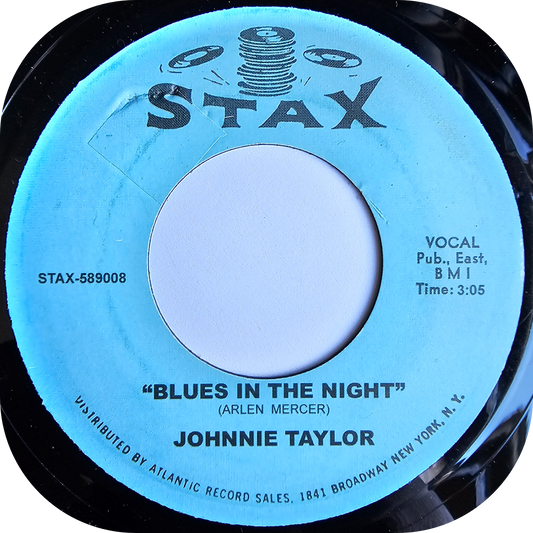 STAX
STAX-589008
VOCAL
Pub., East,
B M I
Time: 3:05
"BLUES IN THE NIGHT"
(ARLEN MERCER)
JOHNNIE TAYLOR
DISTRIBUTED BY ATLANTIC RECORD SALES, 1841 BROADWAY NEW YORK, N. Y.